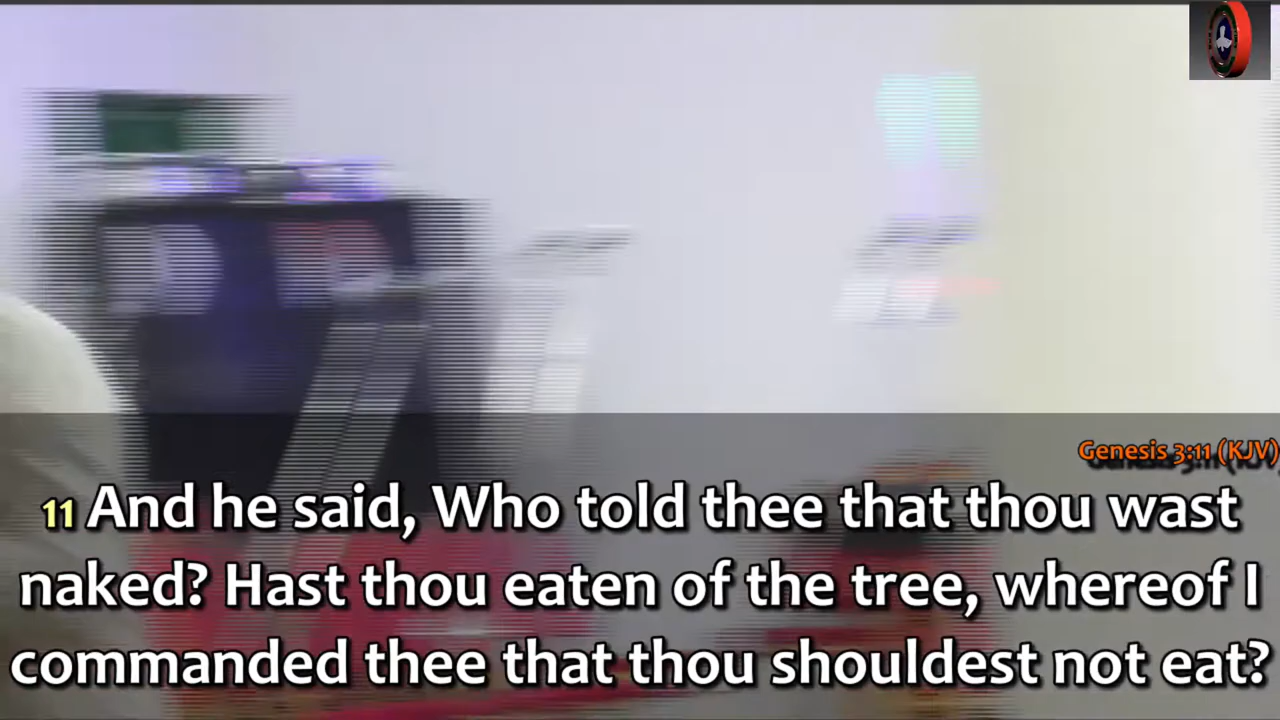 Genesis 3:11 (KJV)
11 And he said, Who told thee that thou wast
naked? Hast thou eaten of the tree, whereof I
commanded thee that thou shouldest not eat?